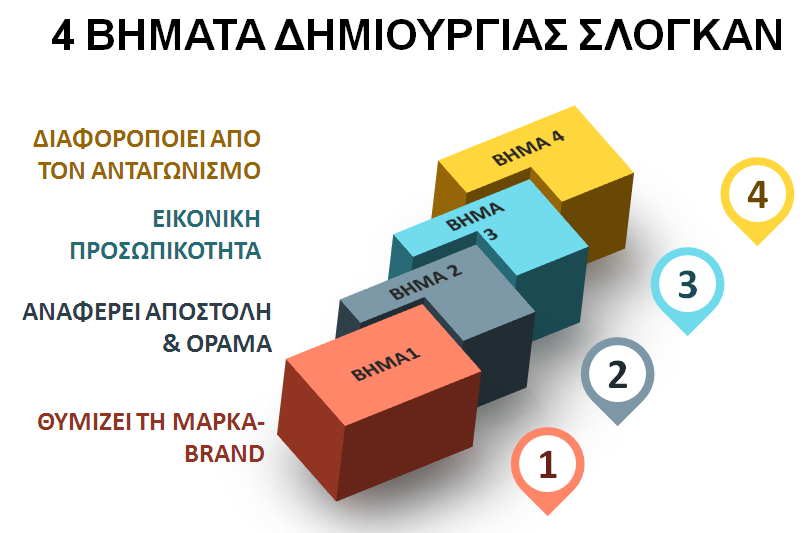 4 ΒΗΜΑΤΑ ΔΗΜΙΟΥΡΓΙΑΣ ΣΛΟΓΚΑΝ
ΔΙΑΦΟΡΟΠΟΙΕΙ ΑΠΟ
ΤΟΝ ΑΝΤΑΓΩΝΙΣΜΟ
ΕΙΚΟΝΙΚΗ
ΠΡΟΣΩΠΙΚΟΤΗΤΑ
ΑΝΑΦΕΡΕΙ ΑΠΟΣΤΟΛΗ
& ΟΡΑΜΑ
ΘΥΜΙΖΕΙ ΤΗ ΜΑΡΚΑ-
BRAND
ΒΗΜΑ 4
ΒΗΜΑ
3
ΒΗΜΑ 2
ΒΗΜΑ1
4
3
2
1